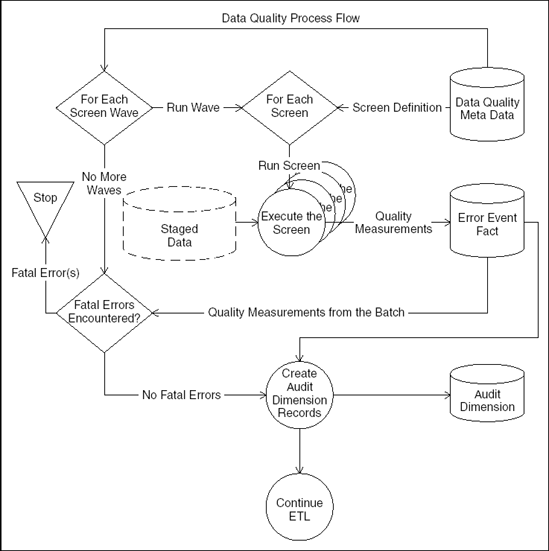 Data Quality Process Flow
For Each
Screen Wave
Run Wave
For Each
Screen
Screen Definition
Data Quality
Meta Data
No More
Waves
Run Screen
Stop
Staged
Data
he
he
Execute the
Screen
Quality
Measurements
Error Event
Fact
Fatal Error(s)
Fatal Errors
Encountered?
Quality Measurements from the Batch
No Fatal Errors
Create
Audit
Dimension
Records
Audit
Dimension
Continue
ETL